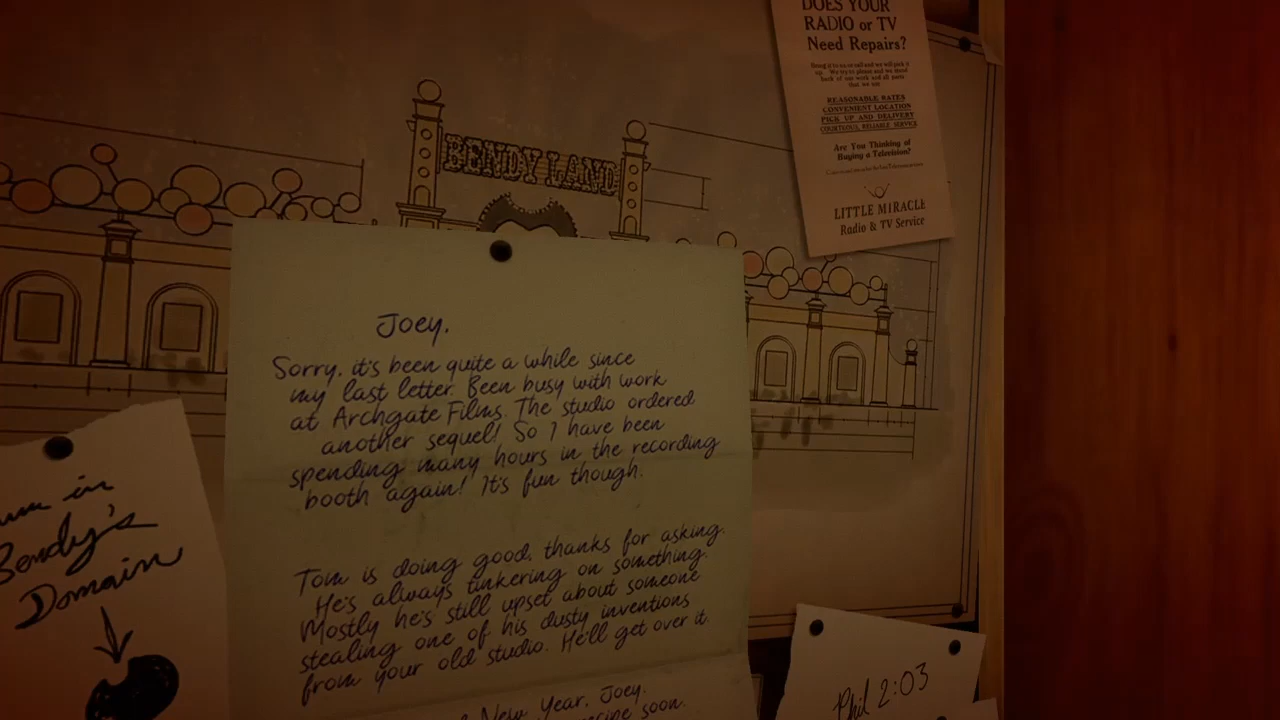 DOES YOUR
RADIO or TV
Need Repairs?
REASONABLE RATES
CONVENIENT LOCATION
PICK UP AND DELIVERY
COURTEOUS, RELIABLE SERVICE
Are You Thinking of
Buying a Television?
LITTLE MIRACLE
Radio & TV Service
BENDY LAND
Joey,
Sorry, it's been quite a while since
my last letter. Been busy with work
at Archgate Films. The studio ordered
another sequel! So I have been
spending many hours in the recording
booth again! It's fun though.
Tom is doing good, thanks for asking.
He's always tinkering on something.
Mostly he's still upset about someone
stealing one of his dusty inventions
from your old studio. He'll get over it.
New Year, Joey.
soon.
in
Bendy's
Domain
Phil 2:03